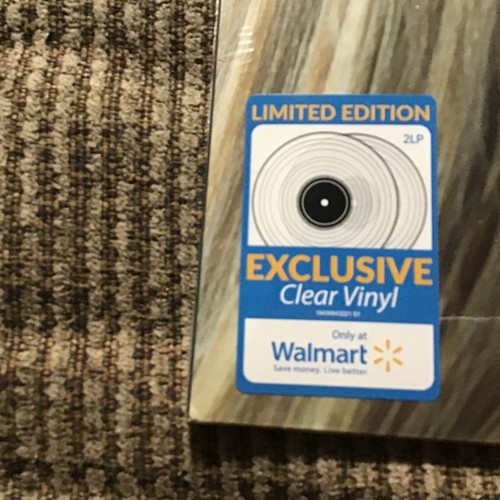 LIMITED EDITION
2LP
EXCLUSIVE
Clear Vinyl
Only at
Walmart
Save money. Live better.